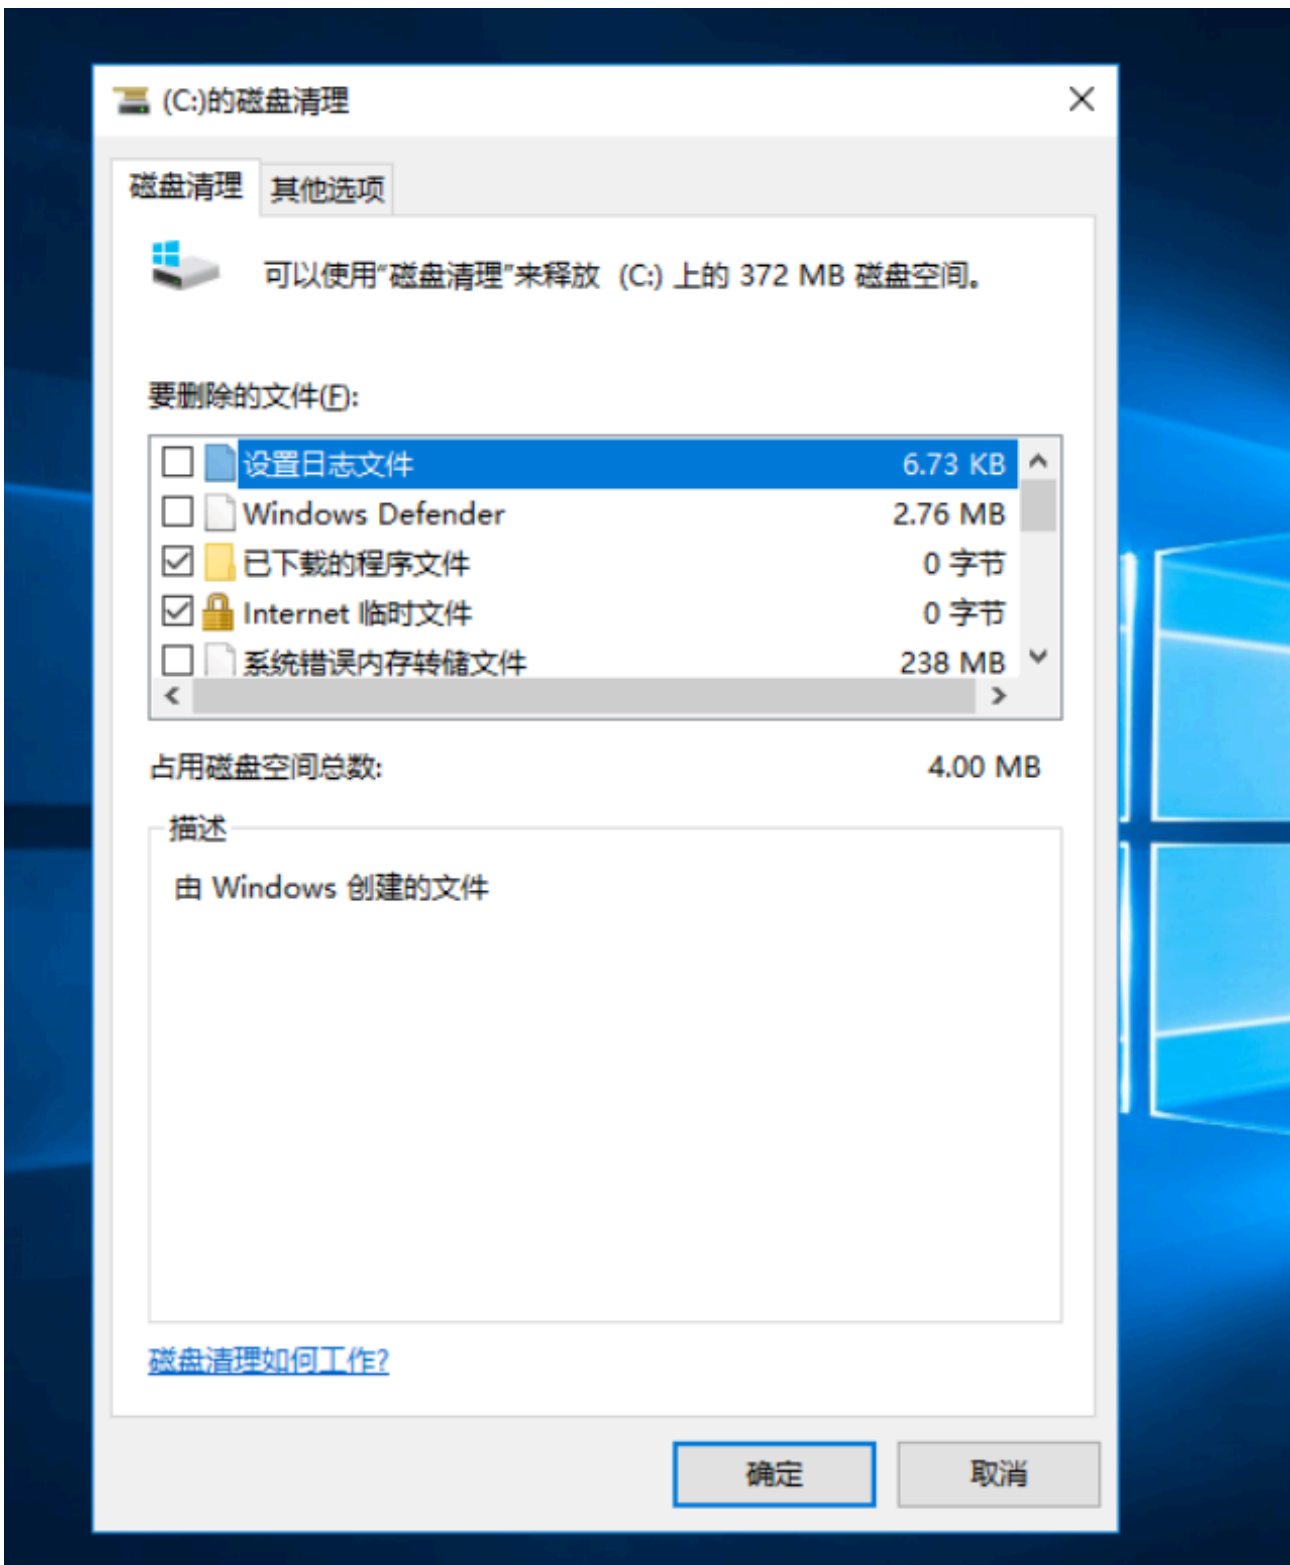 (C:)的磁盘清理
磁盘清理 其他选项
可以使用“磁盘清理”来释放 (C:) 上的 372 MB 磁盘空间。
要删除的文件(F):
设置日志文件 6.73 KB
Windows Defender 2.76 MB
已下载的程序文件 0 字节
Internet 临时文件 0 字节
系统错误内存转储文件 238 MB
占用磁盘空间总数: 4.00 MB
描述
由 Windows 创建的文件
磁盘清理如何工作?
确定 取消